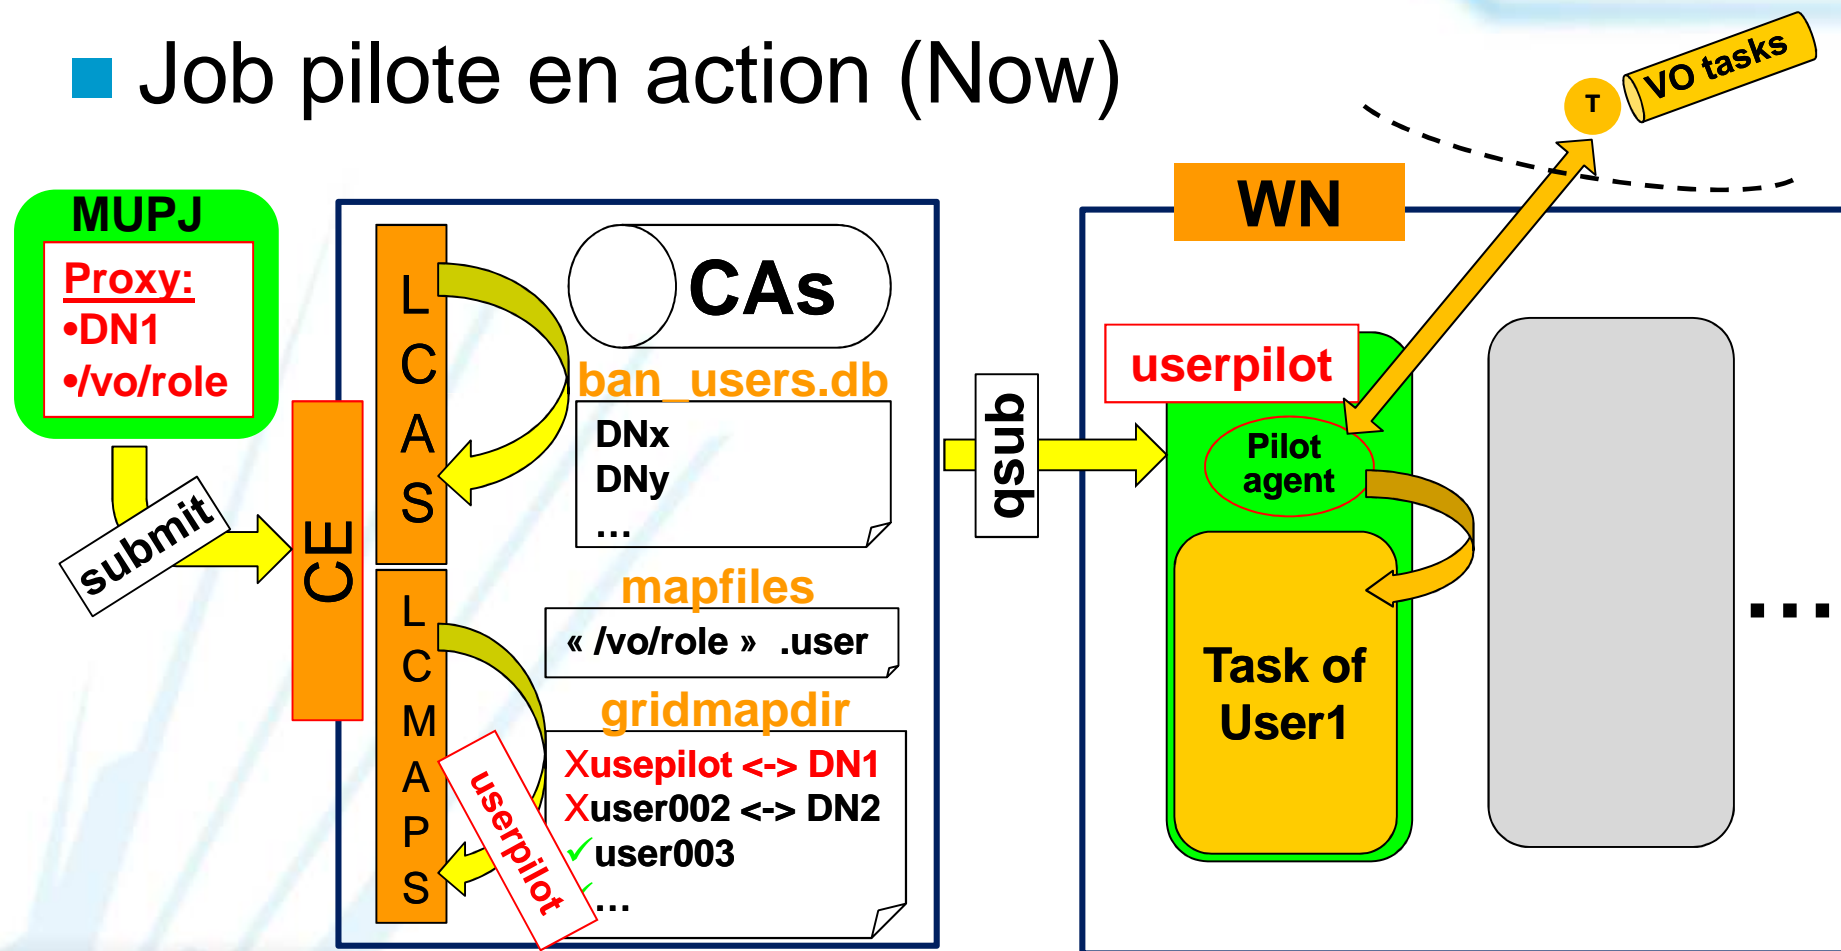 Job pilote en action (Now)
VO tasks
T
MUPJ
Proxy:
•DN1
•/vo/role
submit
CE
LCAS
CAs
ban_users.db
DNx
DNy
...
LCMAPS
mapfiles
« /vo/role » .user
gridmapdir
Xusepilot <-> DN1
Xuser002 <-> DN2
✓user003
✓...
userpilot
qsub
WN
userpilot
Pilot
agent
Task of
User1
...